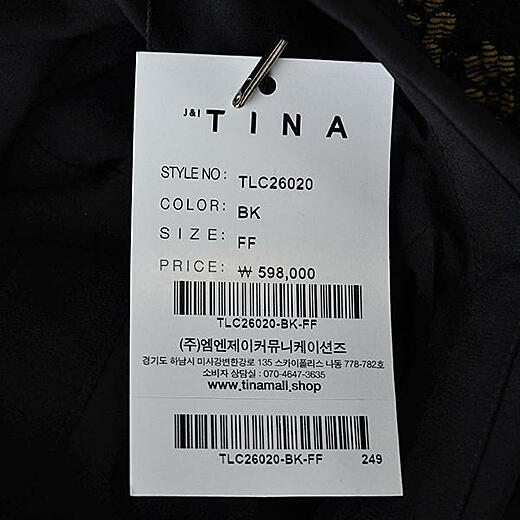 J&I TINA
STYLE NO: TLC26020
COLOR: BK
SIZE: FF
PRICE: ₩ 598,000
TLC26020-BK-FF
(주)엠엔제이커뮤니케이션즈
경기도 하남시 미사강변한강로 135 스카이폴리스 나동 778-782호
소비자 상담실 : 070-4647-3635
www.tinamall.shop
TLC26020-BK-FF 249